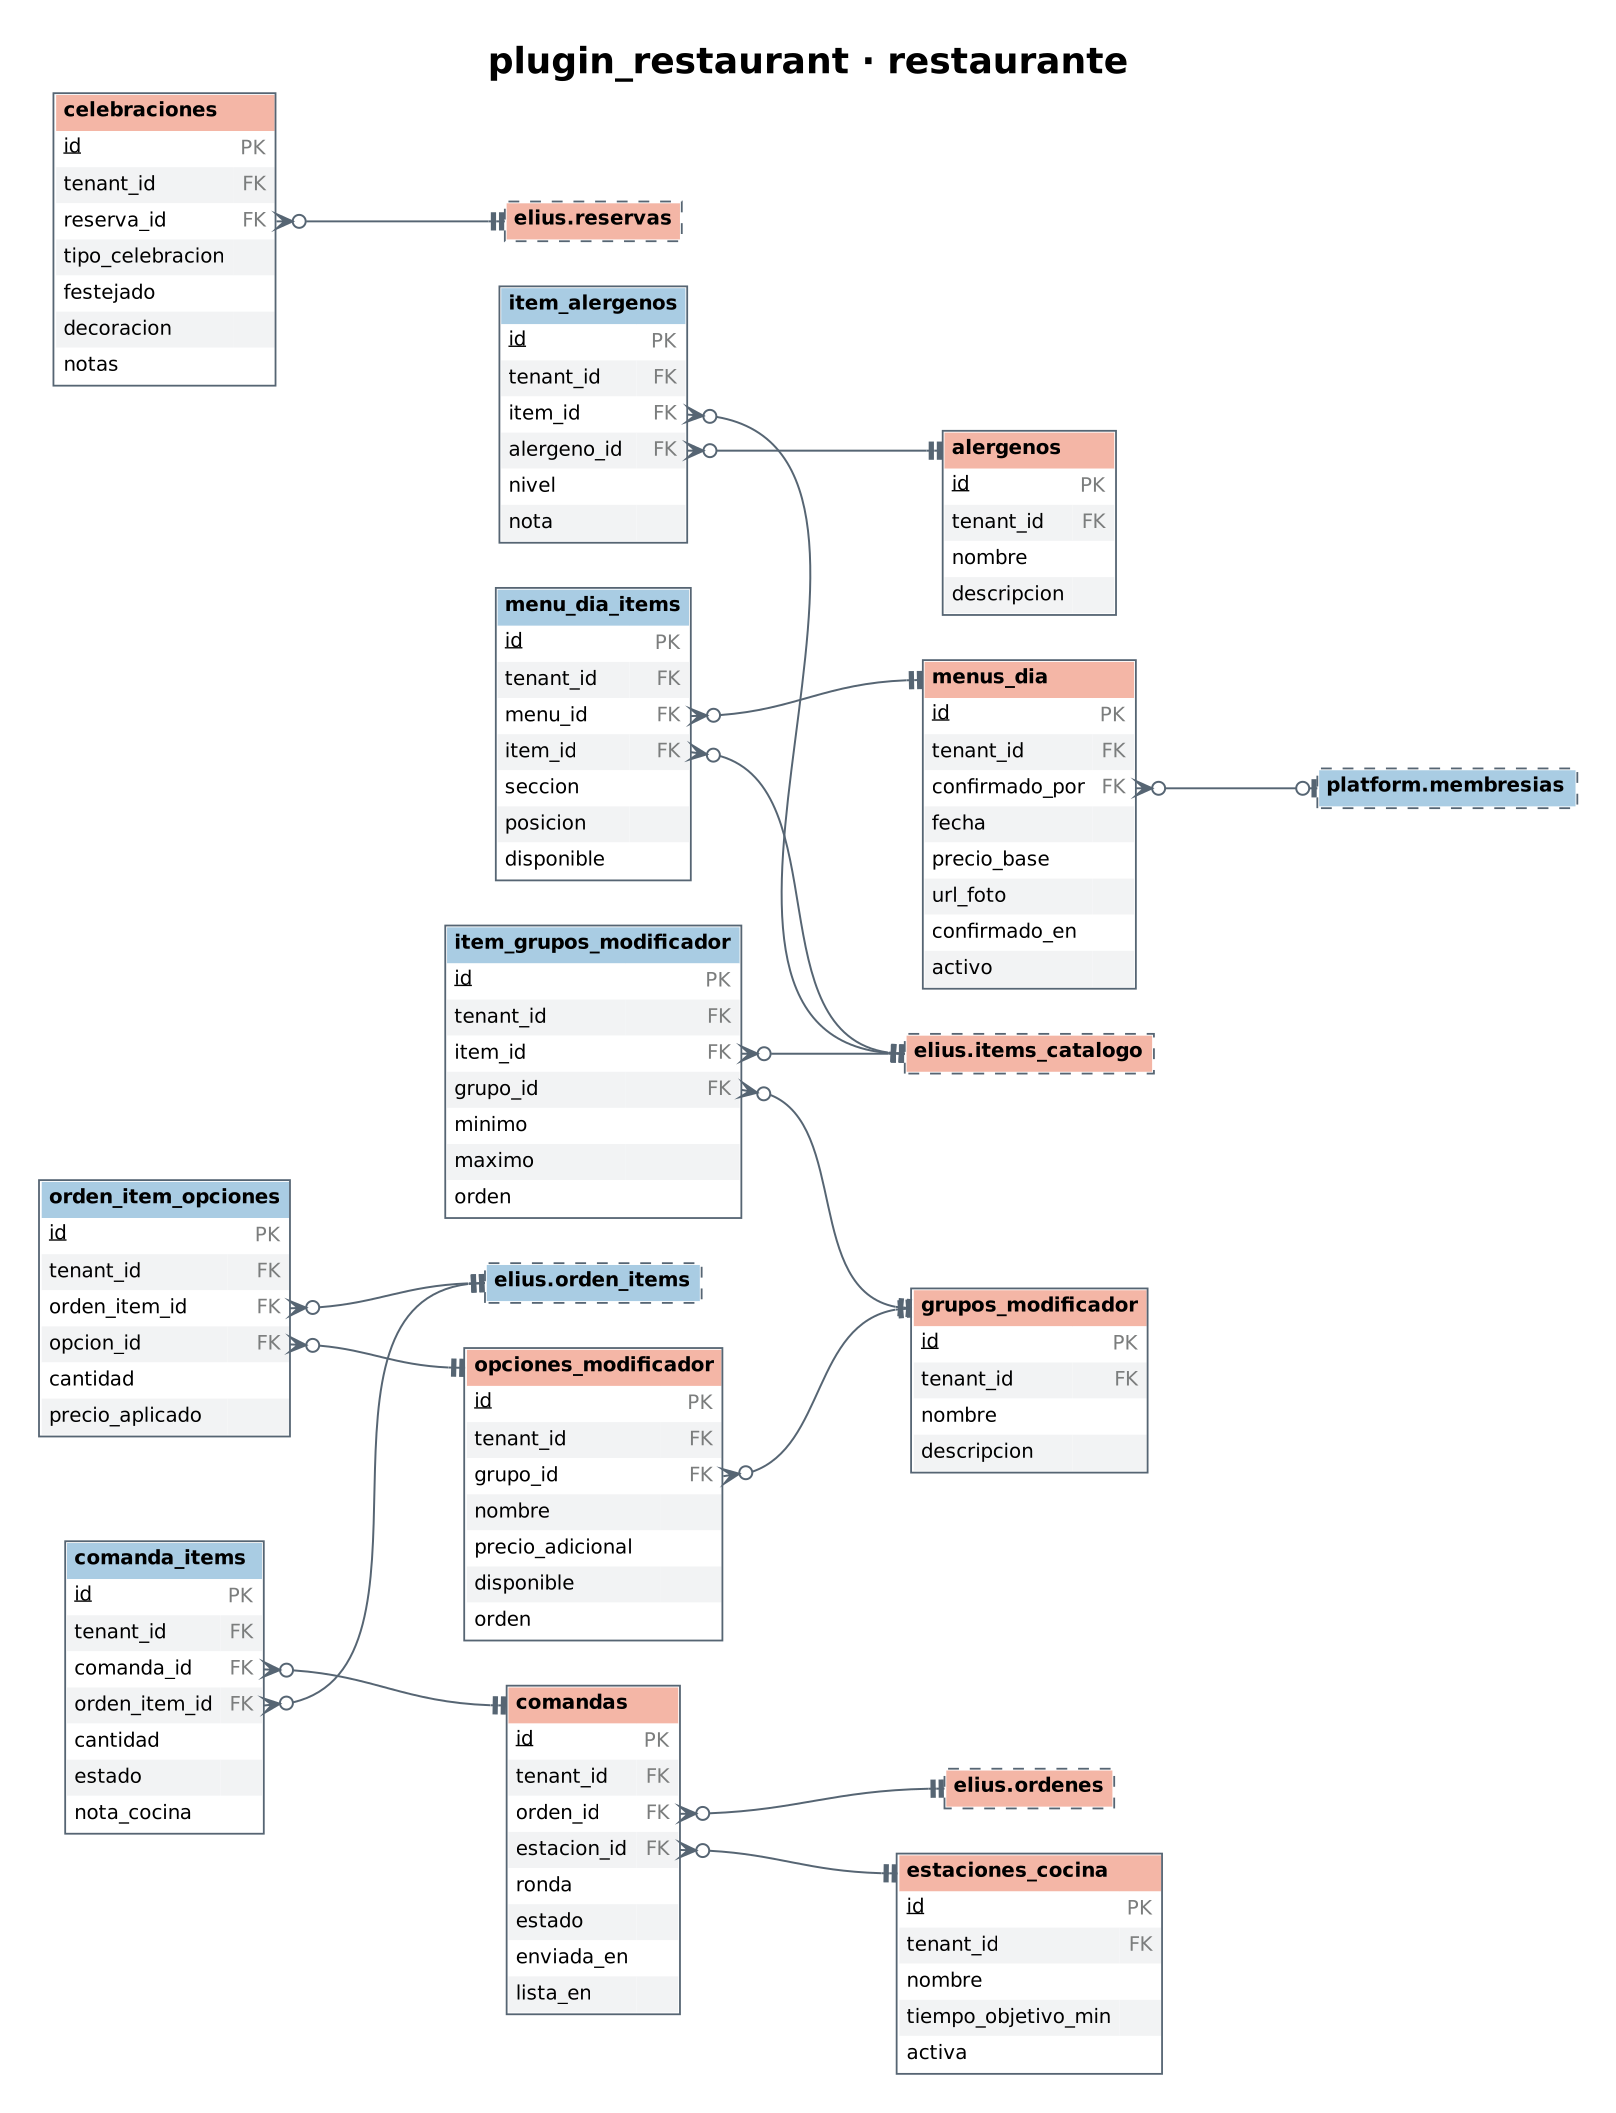 plugin_restaurant · restaurante
celebraciones
id PK
tenant_id FK
reserva_id FK
tipo_celebracion
festejado
decoracion
notas
elius.reservas
item_alergenos
id PK
tenant_id FK
item_id FK
alergeno_id FK
nivel
nota
alergenos
id PK
tenant_id FK
nombre
descripcion
menu_dia_items
id PK
tenant_id FK
menu_id FK
item_id FK
seccion
posicion
disponible
menus_dia
id PK
tenant_id FK
confirmado_por FK
fecha
precio_base
url_foto
confirmado_en
activo
platform.membresias
item_grupos_modificador
id PK
tenant_id FK
item_id FK
grupo_id FK
minimo
maximo
orden
elius.items_catalogo
orden_item_opciones
id PK
tenant_id FK
orden_item_id FK
opcion_id FK
cantidad
precio_aplicado
elius.orden_items
grupos_modificador
id PK
tenant_id FK
nombre
descripcion
opciones_modificador
id PK
tenant_id FK
grupo_id FK
nombre
precio_adicional
disponible
orden
comanda_items
id PK
tenant_id FK
comanda_id FK
orden_item_id FK
cantidad
estado
nota_cocina
comandas
id PK
tenant_id FK
orden_id FK
estacion_id FK
ronda
estado
enviada_en
lista_en
elius.ordenes
estaciones_cocina
id PK
tenant_id FK
nombre
tiempo_objetivo_min
activa